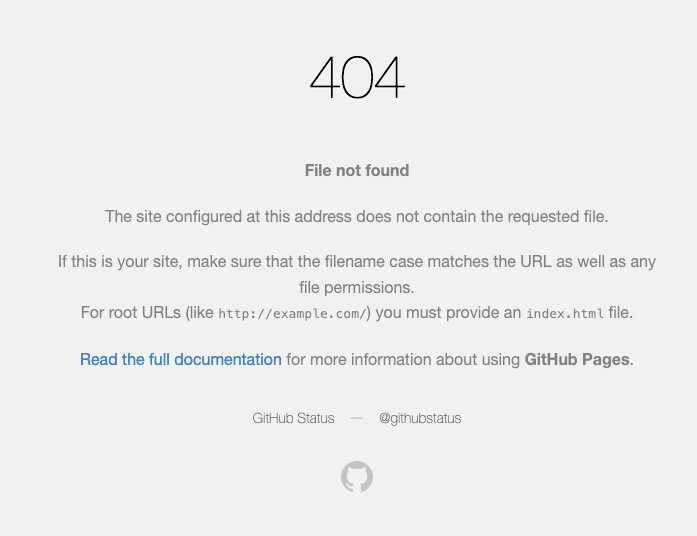 404
File not found
The site configured at this address does not contain the requested file.
If this is your site, make sure that the filename case matches the URL as well as any
file permissions.
For root URLs (like http://example.com/) you must provide an index.html file.
Read the full documentation for more information about using GitHub Pages.
GitHub Status — @githubstatus